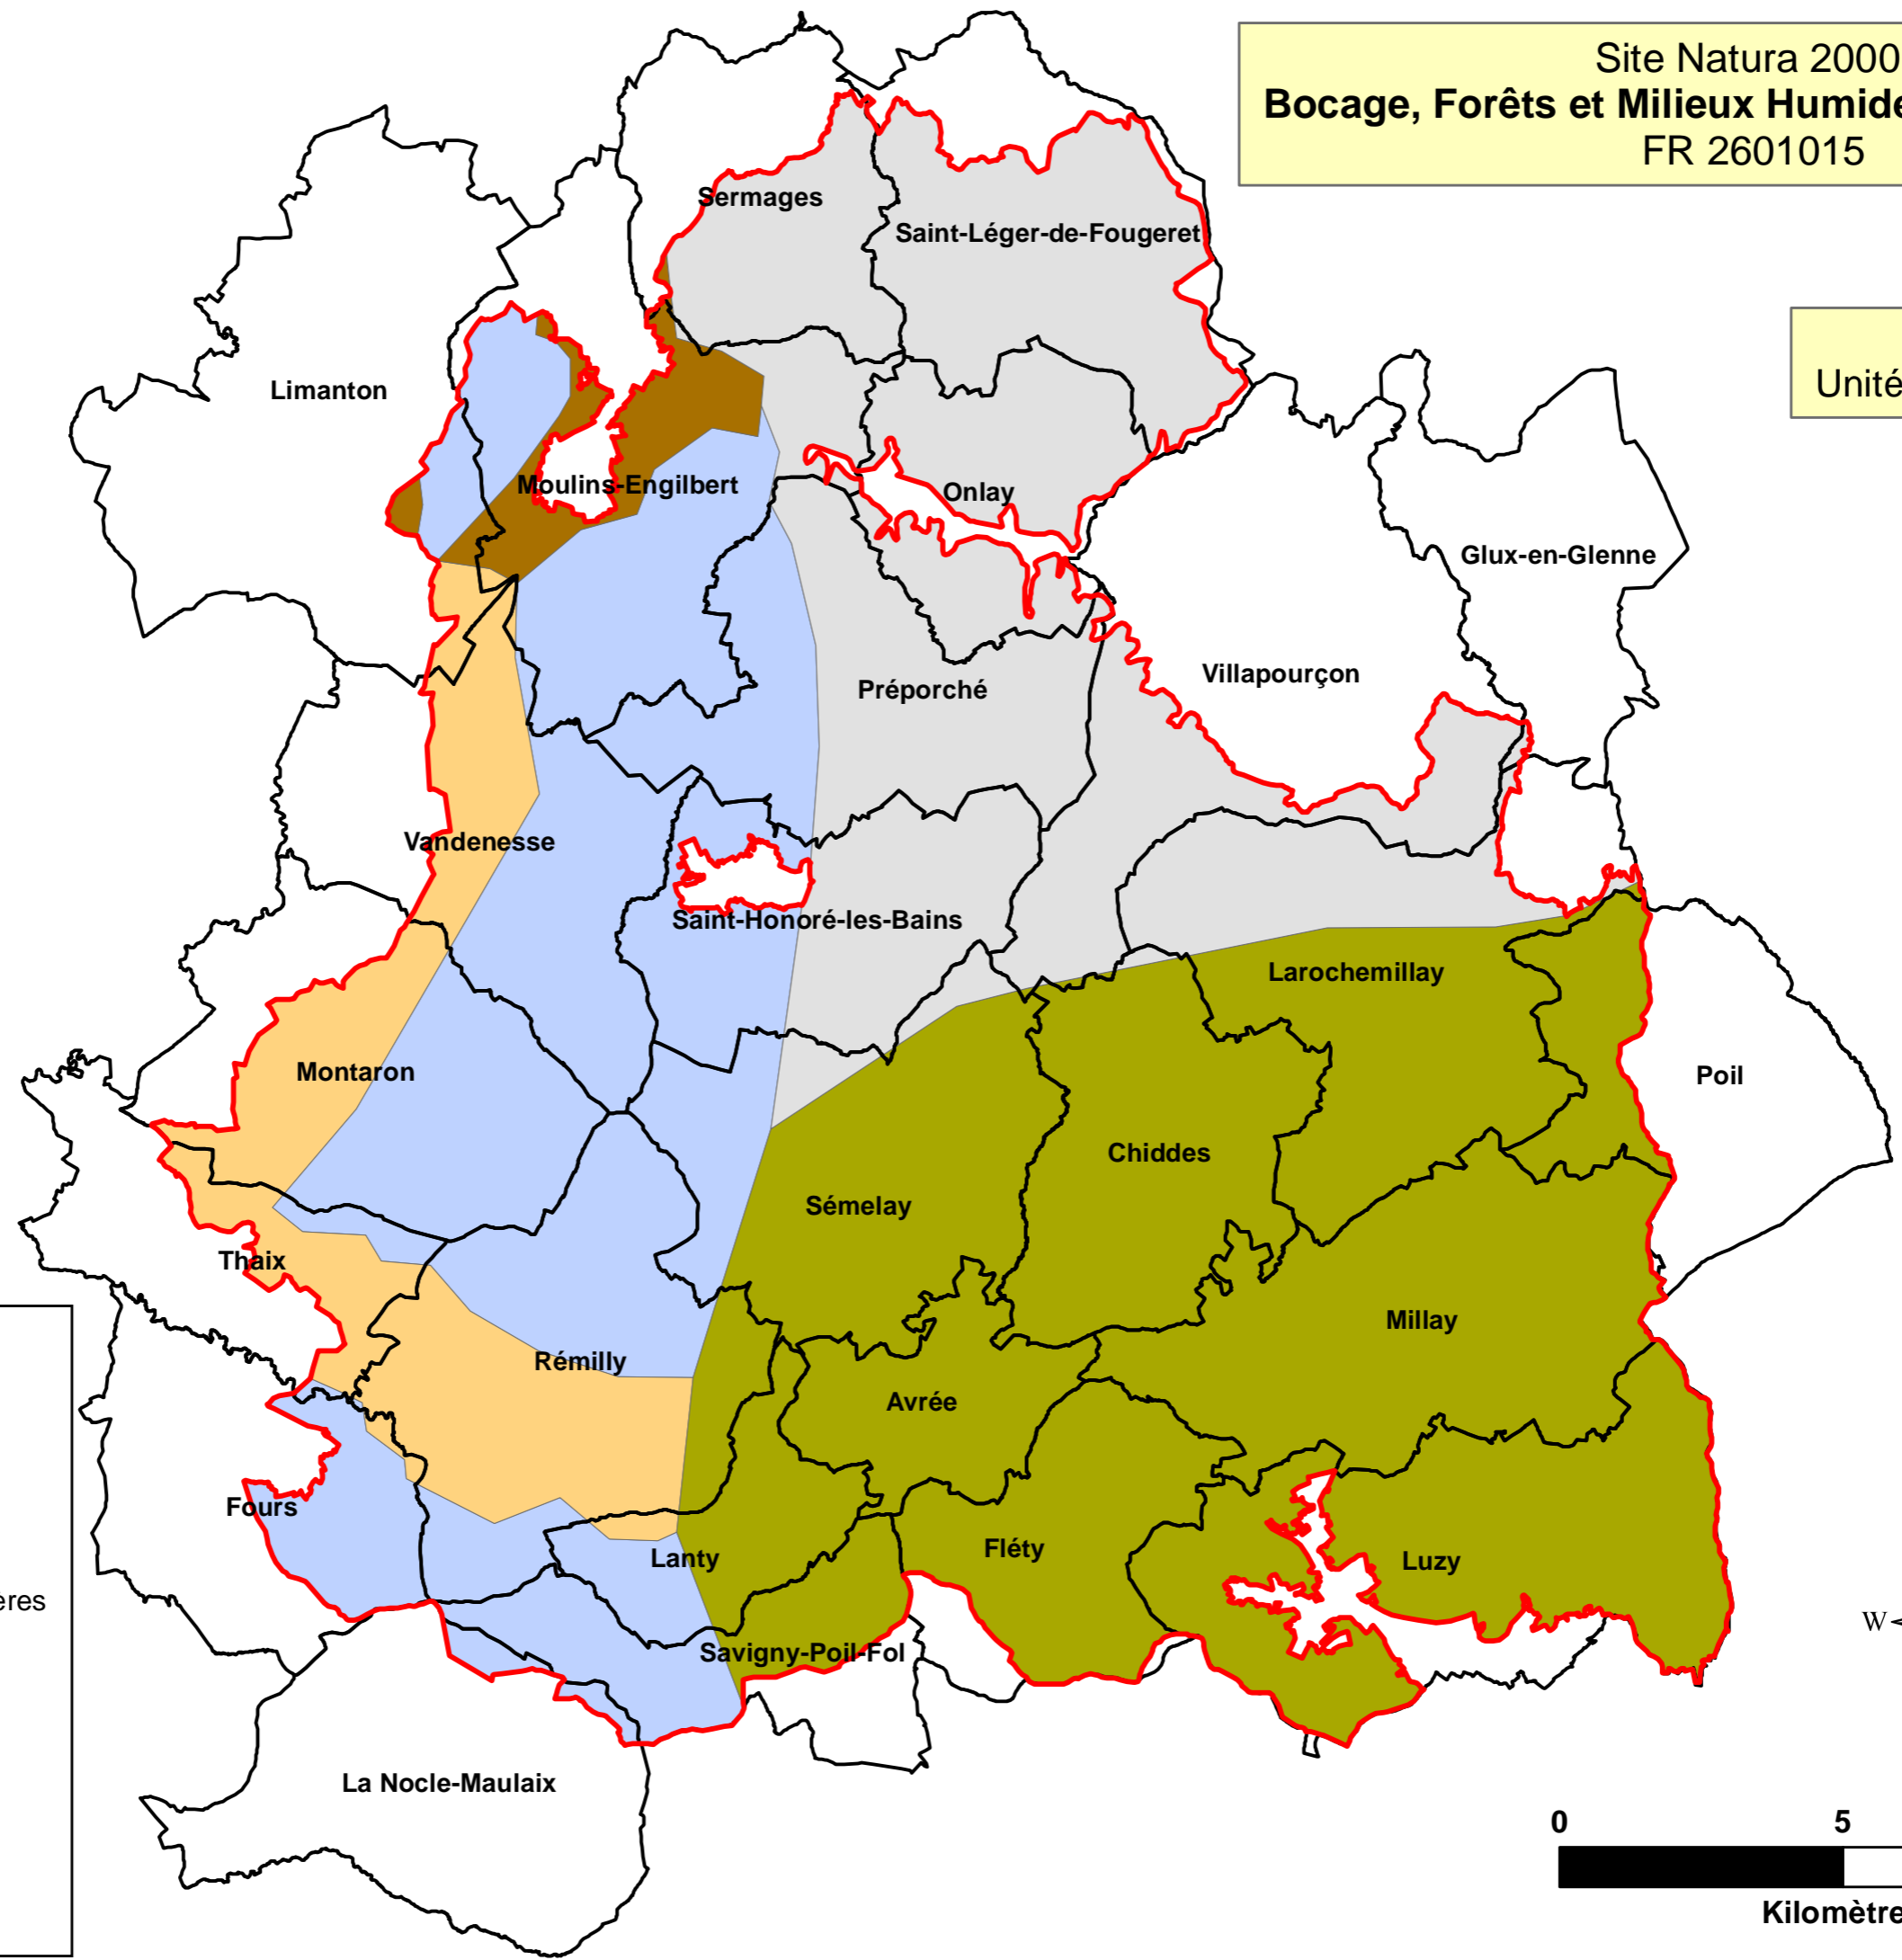 Site Natura 2000
Bocage, Forêts et Milieux Humide
FR 2601015
Unité
Sermages
Saint-Léger-de-Fougeret
Limanton
Moulins-Engilbert
Onlay
Glux-en-Glenne
Villapourçon
Préporché
Vandenesse
Saint-Honoré-les-Bains
Larochemillay
Montaron
Poil
Chiddes
Sémelay
Thaix
Millay
Rémilly
Avrée
Fours
Fléty
Lanty
Luzy
ères
W
Savigny-Poil-Fol
La Nocle-Maulaix
0 5
Kilomètre